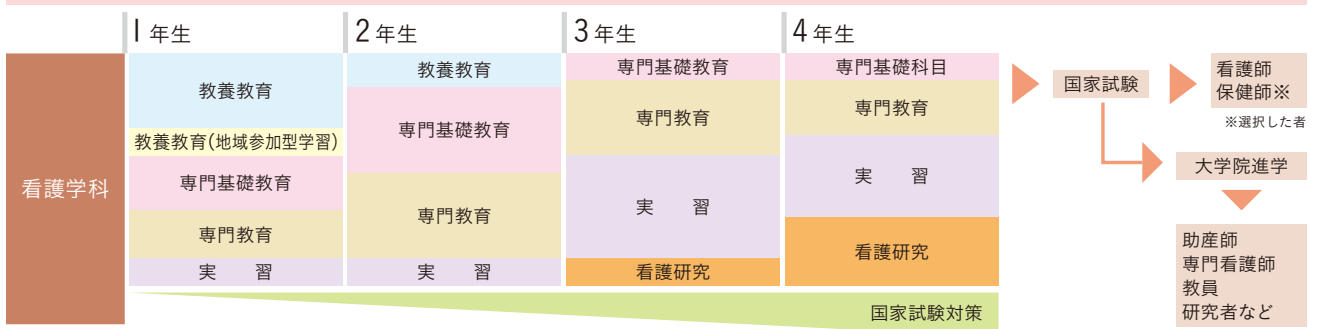 1年生
2年生
3年生
4年生
看護学科
教養教育
教養教育(地域参加型学習)
専門基礎教育
専門教育
実 習
教養教育
専門基礎教育
専門教育
実 習
専門基礎教育
専門教育
実 習
看護研究
専門基礎科目
専門教育
実 習
看護研究
国家試験対策
国家試験
看護師
保健師※
※選択した者
大学院進学
助産師
専門看護師
教員
研究者など